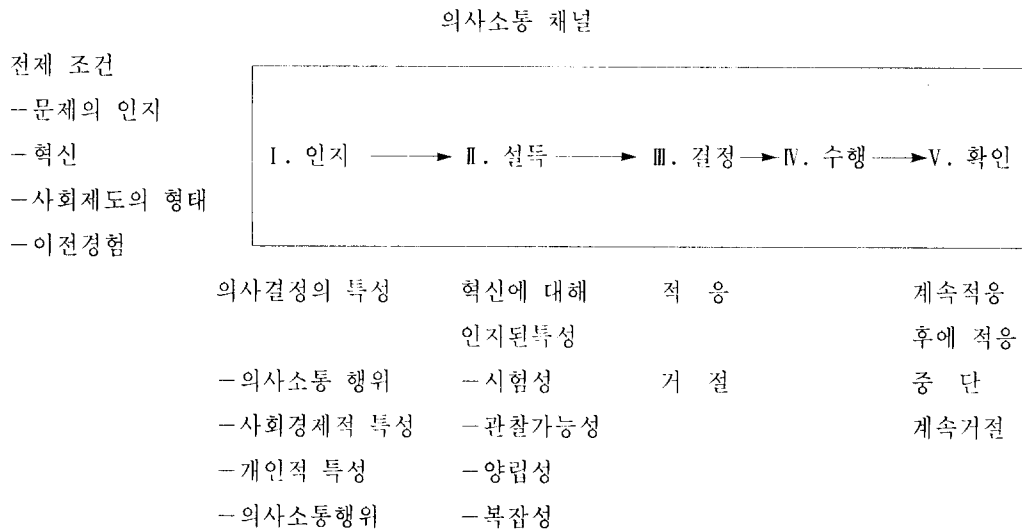 의사소통 채널
전제 조건
--문제의 인지
-혁신
-사회제도의 형태
-이전경험
Ⅰ. 인지 → Ⅱ. 설득 → Ⅲ. 결정 → Ⅳ. 수행 → Ⅴ. 확인
의사결정의 특성 혁신에 대해 적 응 계속적응
인지된특성 후에 적응
-의사소통 행위 -시험성 거 절 중 단
-사회경제적 특성 -관찰가능성 계속거절
-개인적 특성 -양립성
-의사소통행위 -복잡성